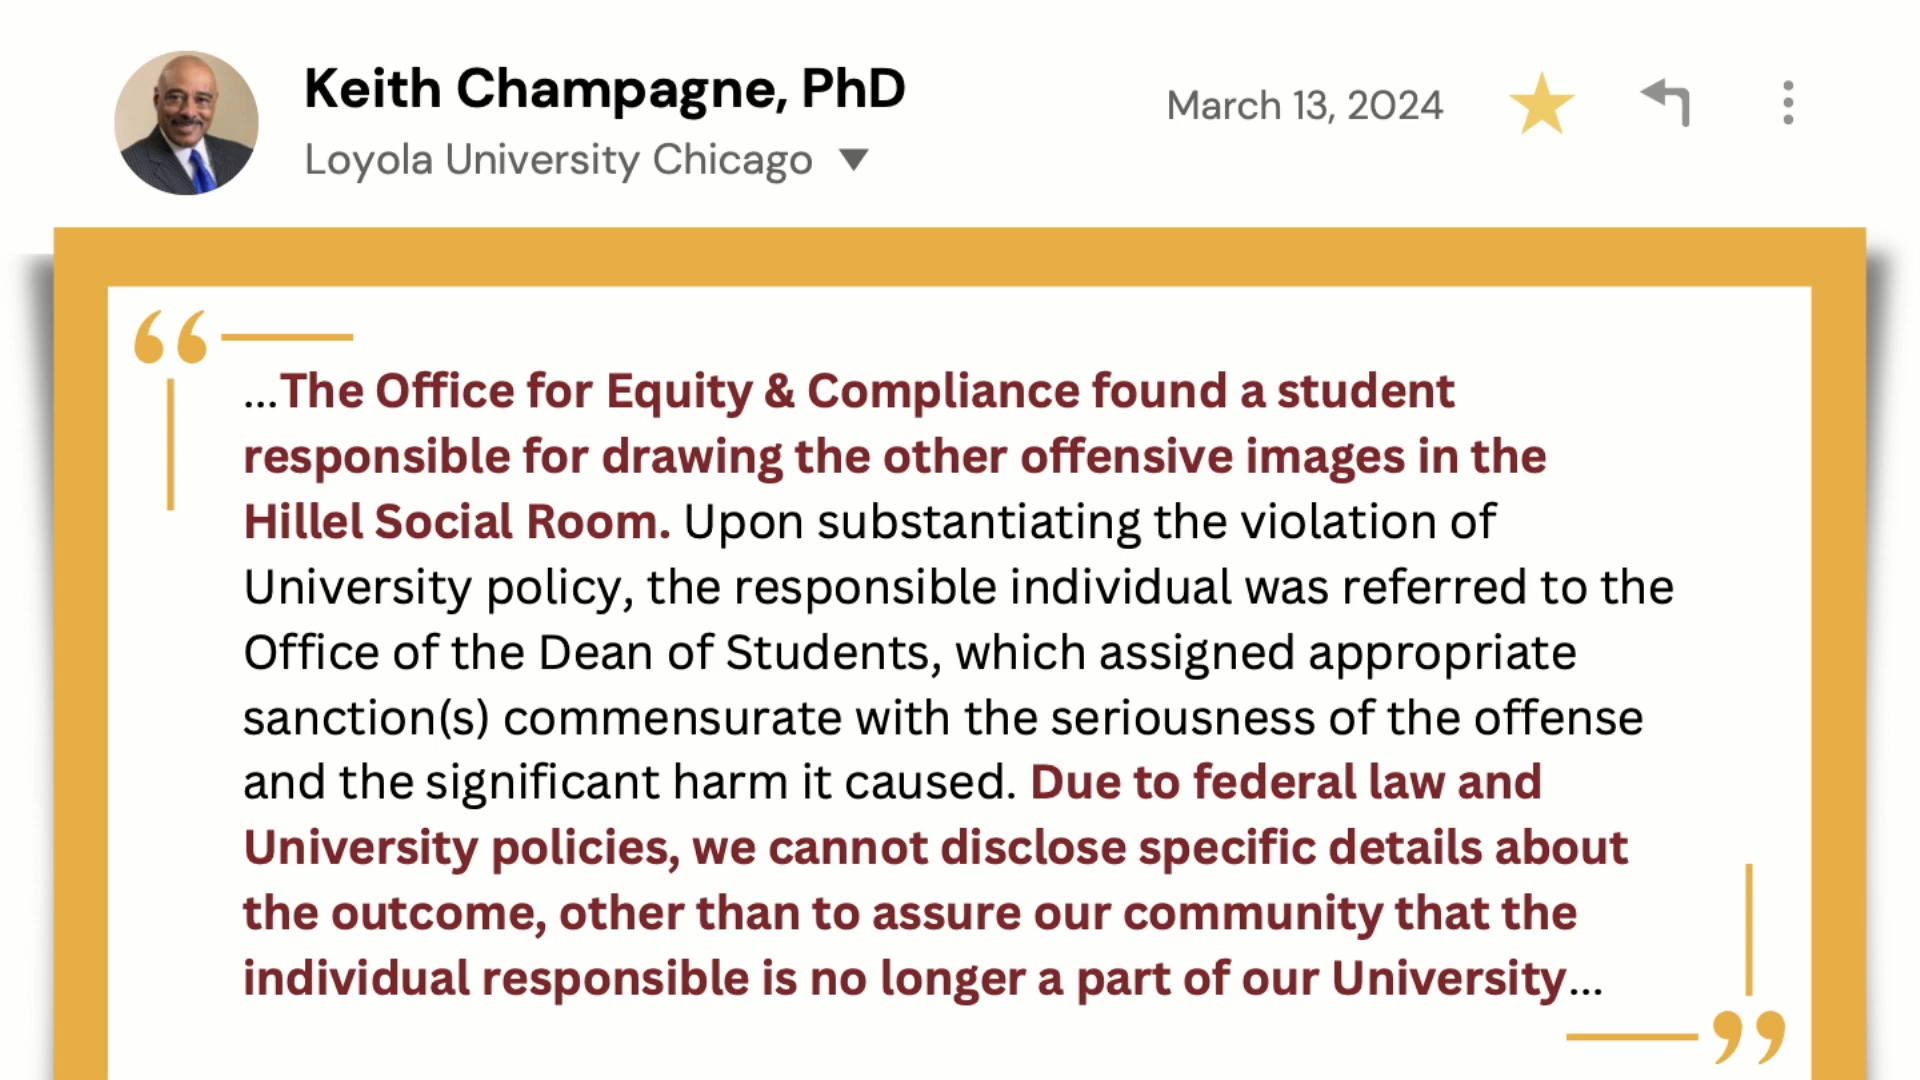 Keith Champagne, PhD
Loyola University Chicago
March 13, 2024
“
...The Office for Equity & Compliance found a student
responsible for drawing the other offensive images in the
Hillel Social Room. Upon substantiating the violation of
University policy, the responsible individual was referred to the
Office of the Dean of Students, which assigned appropriate
sanction(s) commensurate with the seriousness of the offense
and the significant harm it caused. Due to federal law and
University policies, we cannot disclose specific details about
the outcome, other than to assure our community that the
individual responsible is no longer a part of our University...
”